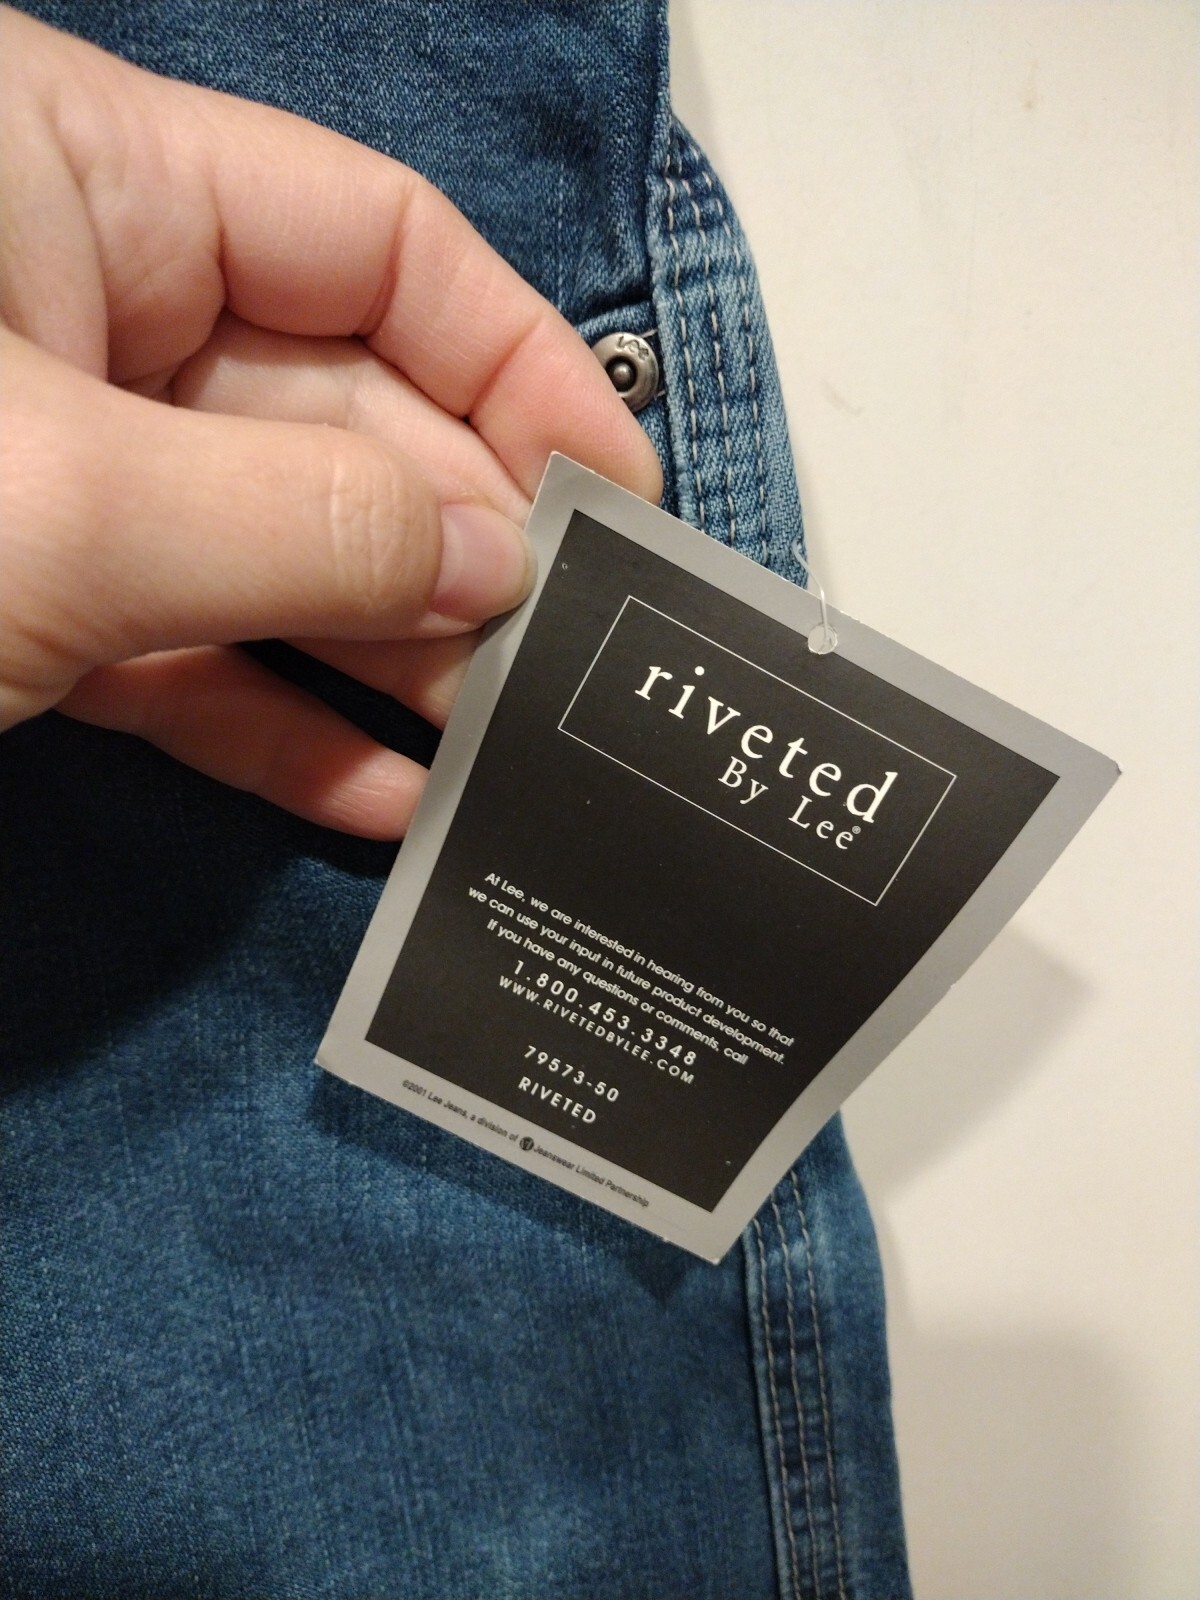 Lee
riveted
By Lee®
At Lee, we are interested in hearing from you so that
we can use your input in future product development.
If you have any questions or comments, call
1.800.453.3348
WWW.RIVETEDBYLEE.COM
79573-50
RIVETED
©2001 Lee Jeans, a division of VF Jeanswear Limited Partnership